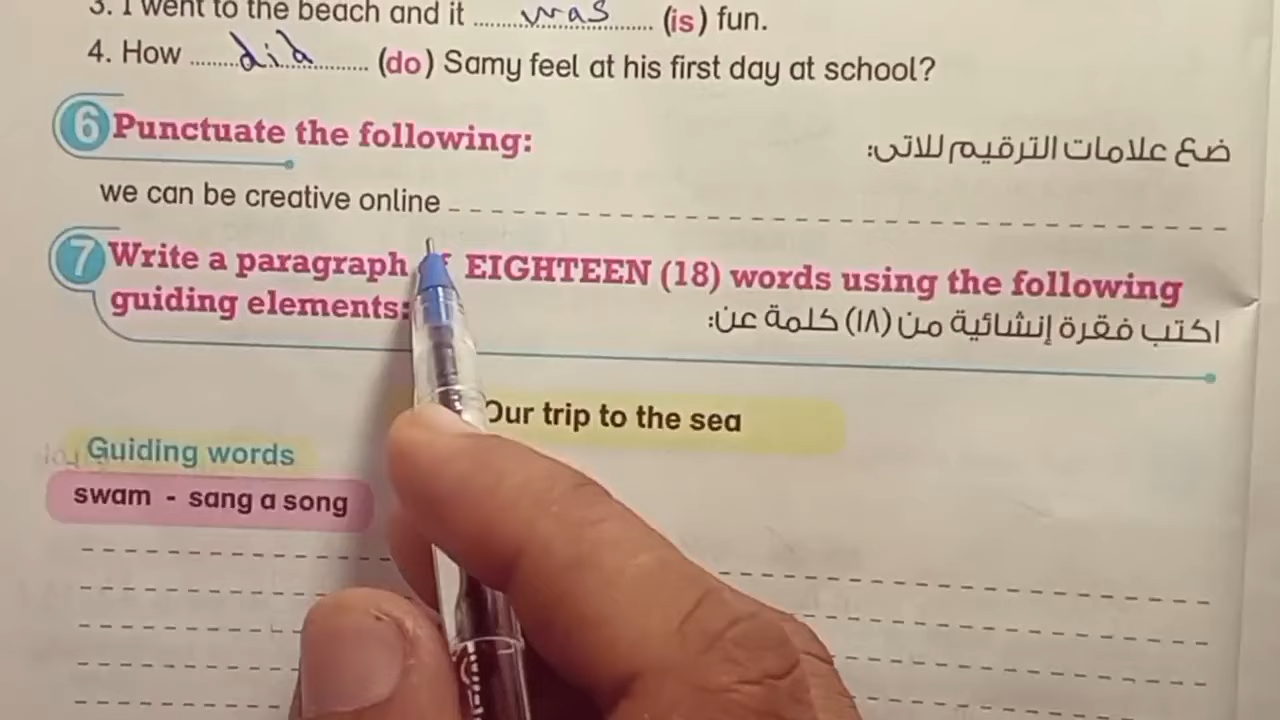 3. I went to the beach and it ........ was ........ (is) fun.
4. How ........ did ........ (do) Samy feel at his first day at school?
6 Punctuate the following:
ضع علامات الترقيم للاتى:
we can be creative online
7 Write a paragraph EIGHTEEN (18) words using the following
guiding elements:
اكتب فقرة إنشائية من (١٨) كلمة عن:
Our trip to the sea
Guiding words
swam - sang a song